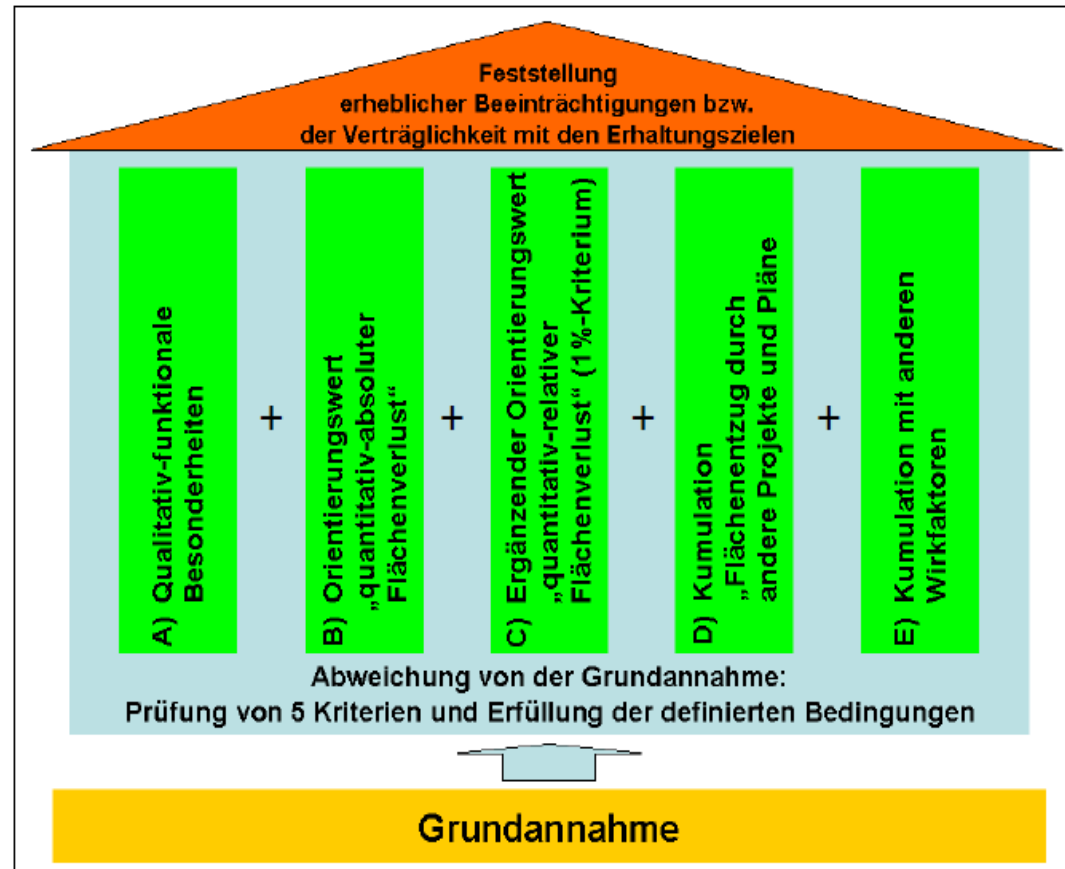 Feststellung
erheblicher Beeinträchtigungen bzw.
der Verträglichkeit mit den Erhaltungszielen
A) Qualitativ-funktionale
Besonderheiten
+
B) Orientierungswert
„quantitativ-absoluter
Flächenverlust“
+
C) Ergänzender Orientierungswert
„quantitativ-relativer
Flächenverlust“ (1%-Kriterium)
+
D) Kumulation
„Flächenentzug durch
andere Projekte und Pläne
+
E) Kumulation mit anderen
Wirkfaktoren
Abweichung von der Grundannahme:
Prüfung von 5 Kriterien und Erfüllung der definierten Bedingungen
Grundannahme